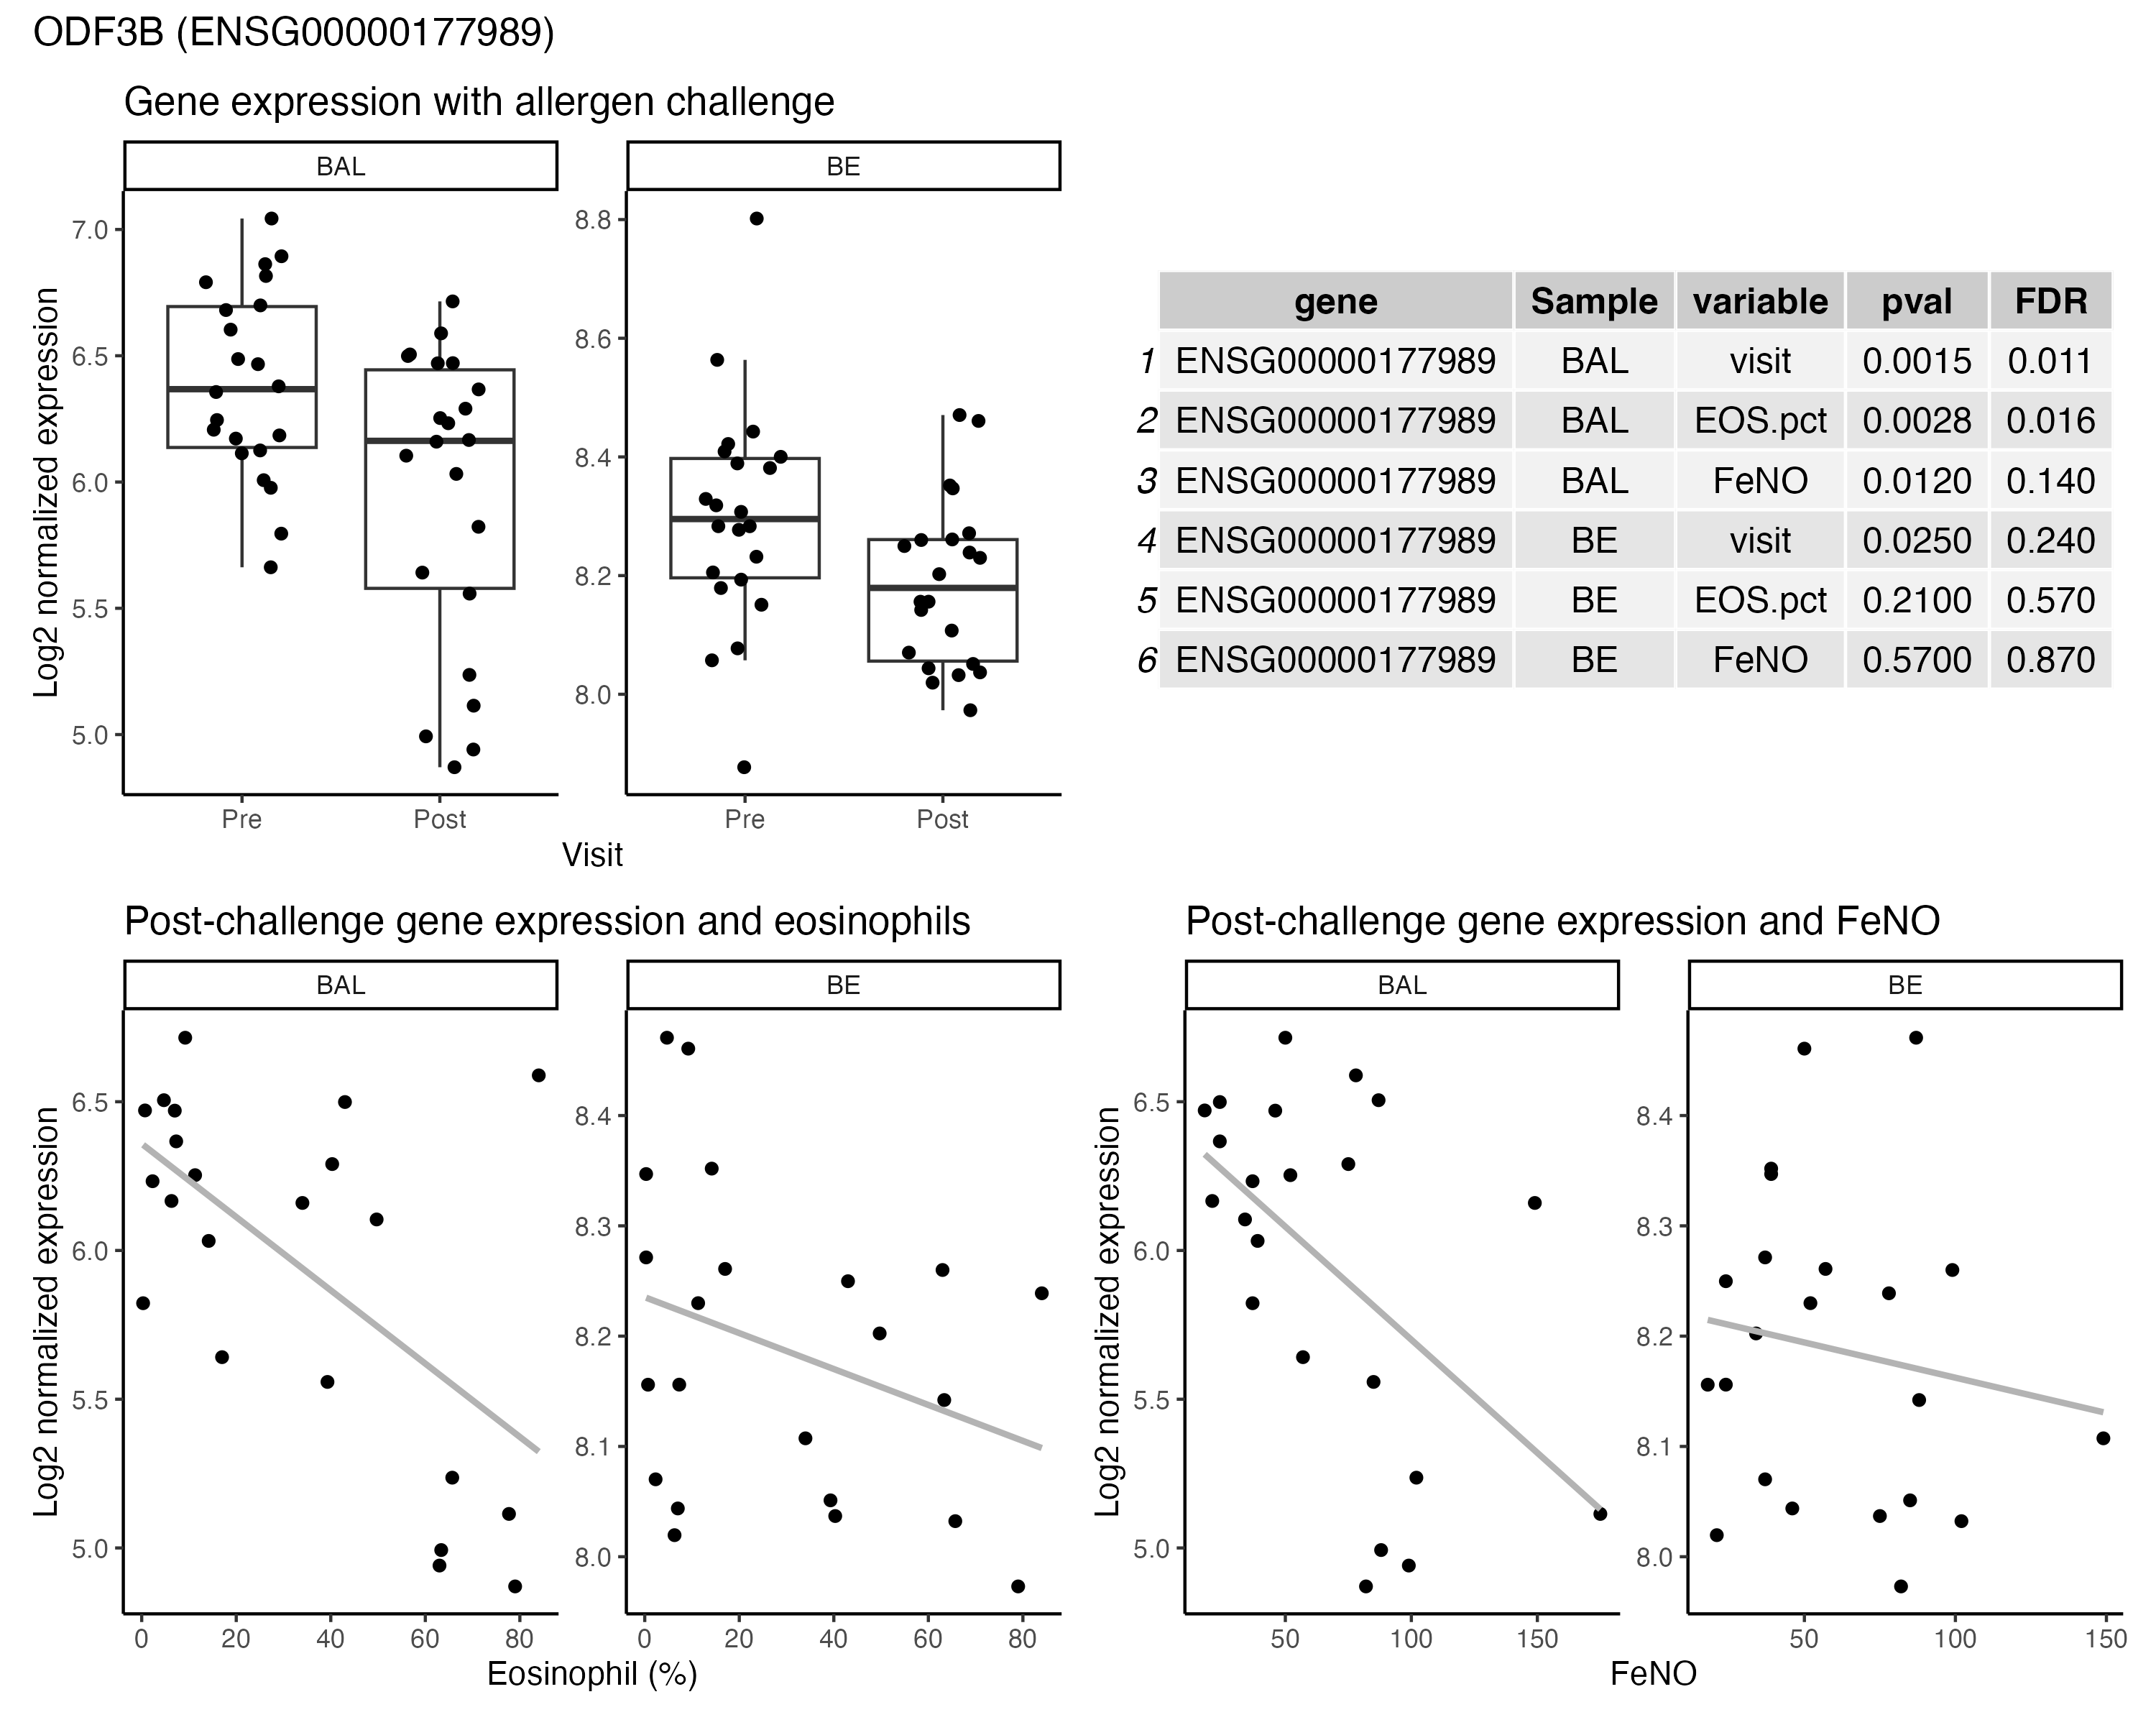 ODF3B (ENSG00000177989)
Gene expression with allergen challenge
BAL
BE
Log2 normalized expression
7.0
6.5
6.0
5.5
5.0
8.8
8.6
8.4
8.2
8.0
Pre
Post
Pre
Post
Visit
gene Sample variable pval FDR
1 ENSG00000177989 BAL visit 0.0015 0.011
2 ENSG00000177989 BAL EOS.pct 0.0028 0.016
3 ENSG00000177989 BAL FeNO 0.0120 0.140
4 ENSG00000177989 BE visit 0.0250 0.240
5 ENSG00000177989 BE EOS.pct 0.2100 0.570
6 ENSG00000177989 BE FeNO 0.5700 0.870
Post-challenge gene expression and eosinophils
BAL
BE
Log2 normalized expression
6.5
6.0
5.5
5.0
8.4
8.3
8.2
8.1
8.0
0 20 40 60 80
0 20 40 60 80
Eosinophil (%)
Post-challenge gene expression and FeNO
BAL
BE
Log2 normalized expression
6.5
6.0
5.5
5.0
8.4
8.3
8.2
8.1
8.0
50 100 150
50 100 150
FeNO